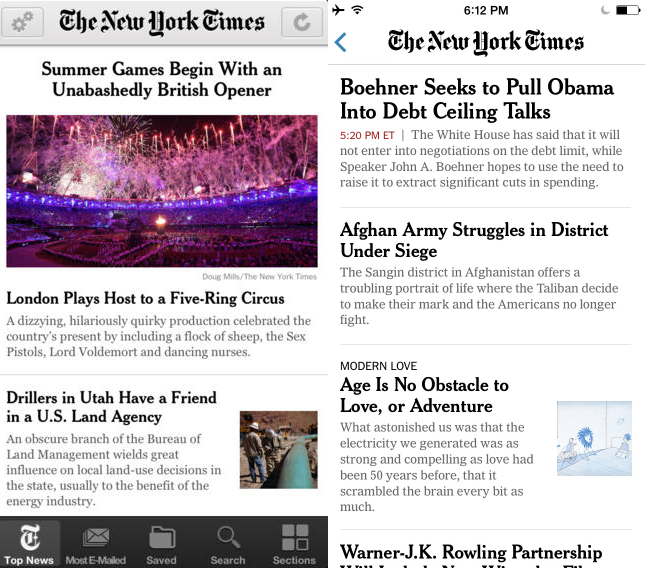 The New York Times
Summer Games Begin With an
Unabashedly British Opener
Doug Mills/The New York Times
London Plays Host to a Five-Ring Circus
A dizzying, hilariously quirky production celebrated the
country's present by including a flock of sheep, the Sex
Pistols, Lord Voldemort and dancing nurses.
Drillers in Utah Have a Friend
in a U.S. Land Agency
An obscure branch of the Bureau of
Land Management wields great
influence on local land-use decisions in
the state, usually to the benefit of the
energy industry.
Top News
Most E-Mailed
Saved
Search
Sections
6:12 PM
The New York Times
Boehner Seeks to Pull Obama
Into Debt Ceiling Talks
5:20 PM ET | The White House has said that it will
not enter into negotiations on the debt limit, while
Speaker John A. Boehner hopes to use the need to
raise it to extract significant cuts in spending.
Afghan Army Struggles in District
Under Siege
The Sangin district in Afghanistan offers a
troubling portrait of life where the Taliban decide
to make their mark and the Americans no longer
fight.
MODERN LOVE
Age Is No Obstacle to
Love, or Adventure
What astonished us was that the
electricity we generated was as
strong and compelling as love had
been 50 years before, that it
scrambled the brain every bit as
much.
Warner-J.K. Rowling Partnership